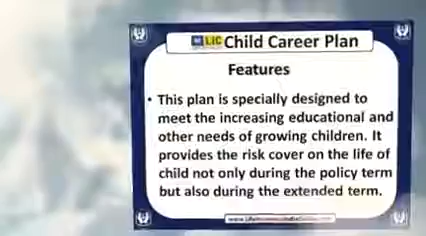 LIC Child Career Plan
Features
• This plan is specially designed to
meet the increasing educational and
other needs of growing children. It
provides the risk cover on the life of
child not only during the policy term
but also during the extended term.